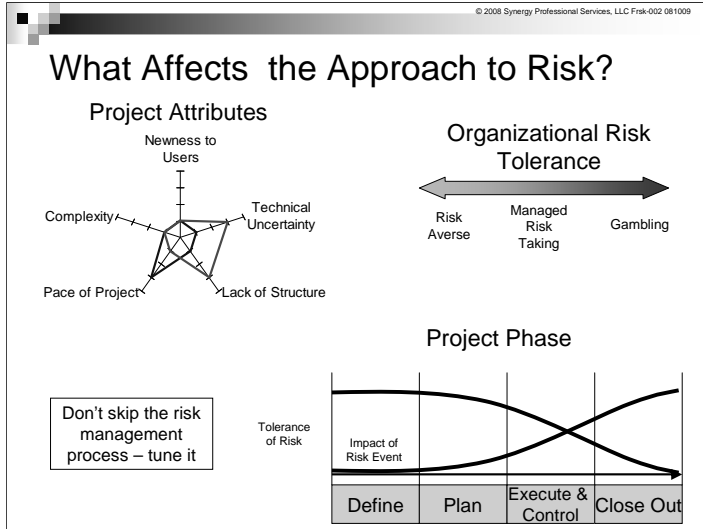 © 2008 Synergy Professional Services, LLC Frsk-002 081009
What Affects  the Approach to Risk?
Project Attributes
Newness to
Users
Complexity
Technical
Uncertainty
Pace of Project
Lack of Structure
Organizational Risk
Tolerance
Risk
Averse
Managed
Risk
Taking
Gambling
Project Phase
Don’t skip the risk
management
process – tune it
Tolerance
of Risk
Impact of
Risk Event
Define
Plan
Execute &
Control
Close Out